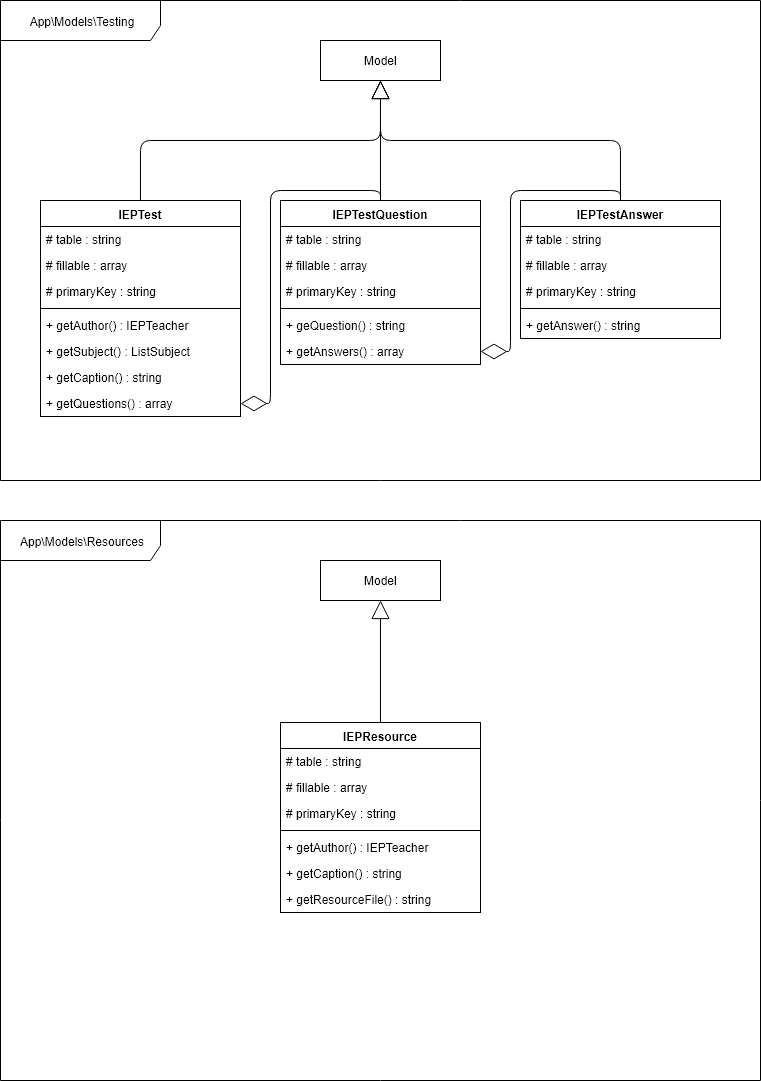 App\Models\Testing
Model
IEPTest
# table : string
# fillable : array
# primaryKey : string
+ getAuthor() : IEPTeacher
+ getSubject() : ListSubject
+ getCaption() : string
+ getQuestions() : array
IEPTestQuestion
# table : string
# fillable : array
# primaryKey : string
+ geQuestion() : string
+ getAnswers() : array
IEPTestAnswer
# table : string
# fillable : array
# primaryKey : string
+ getAnswer() : string
App\Models\Resources
Model
IEPResource
# table : string
# fillable : array
# primaryKey : string
+ getAuthor() : IEPTeacher
+ getCaption() : string
+ getResourceFile() : string